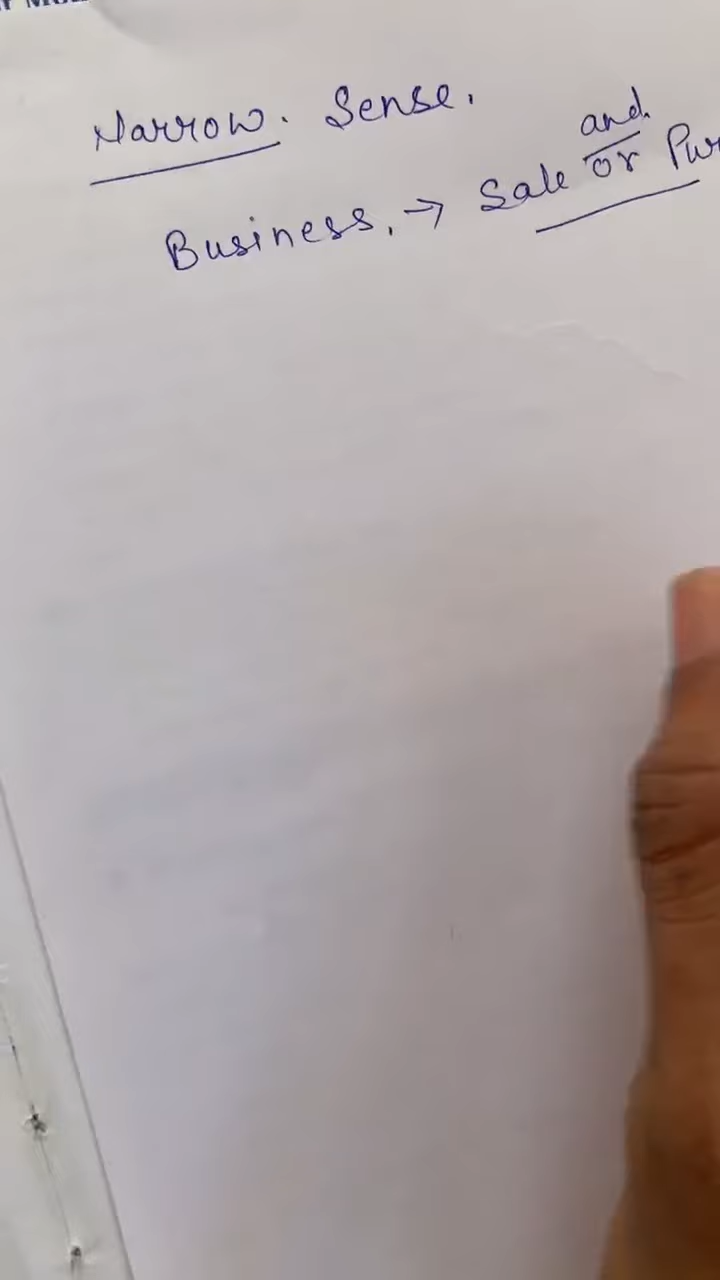 Narrow. Sense.
and.
Business. → Sale or